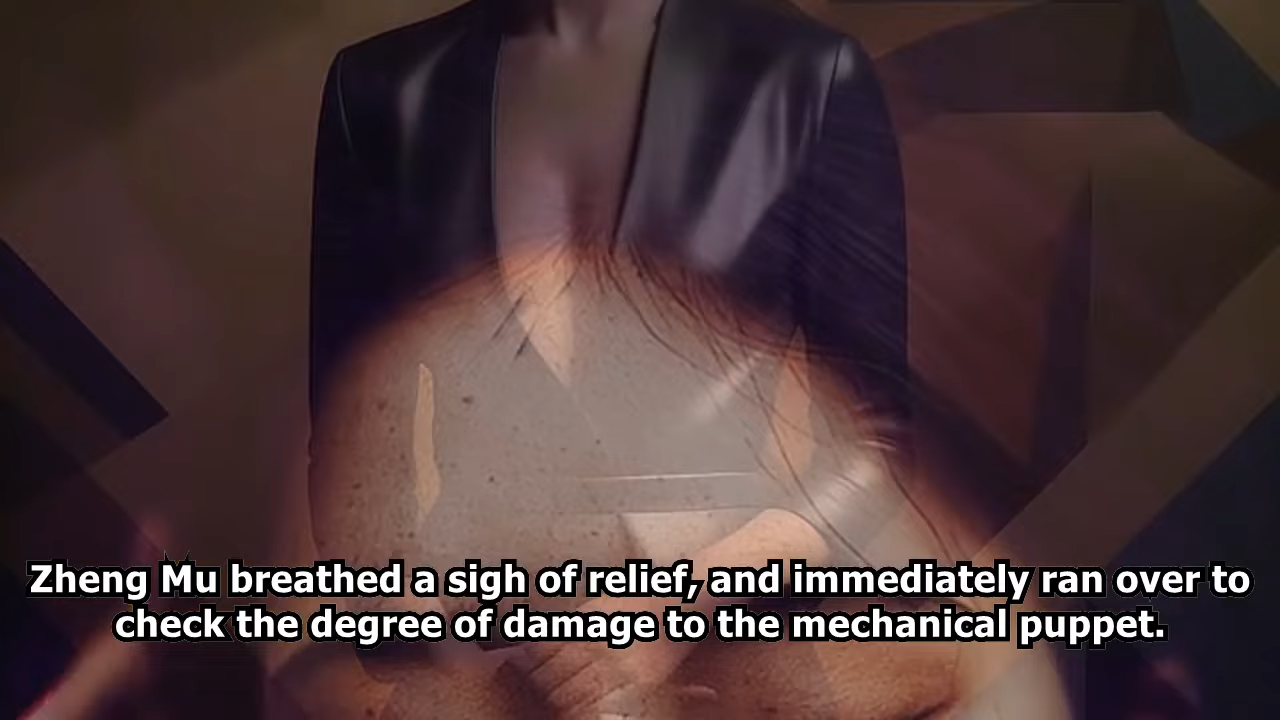 Zheng Mu breathed a sigh of relief, and immediately ran over to
check the degree of damage to the mechanical puppet.